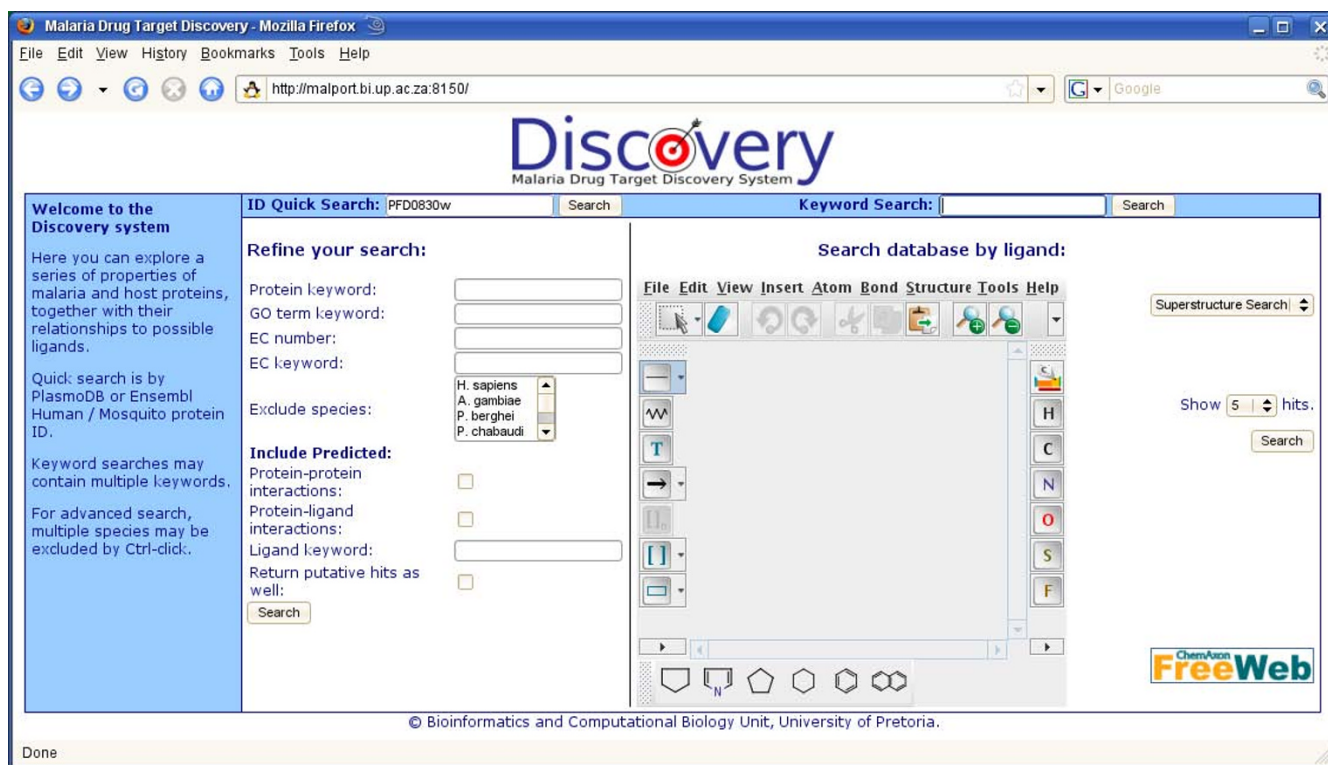 Malaria Drug Target Discovery - Mozilla Firefox
File Edit View History Bookmarks Tools Help
http://malport.bi.up.ac.za:8150/
G Google
Discovery
Malaria Drug Target Discovery System
Welcome to the
Discovery system
Here you can explore a
series of properties of
malaria and host proteins,
together with their
relationships to possible
ligands.
Quick search is by
PlasmoDB or Ensembl
Human / Mosquito protein
ID.
Keyword searches may
contain multiple keywords.
For advanced search,
multiple species may be
excluded by Ctrl-click.
ID Quick Search: PFD0830w Search
Keyword Search: Search
Refine your search:
Protein keyword:
GO term keyword:
EC number:
EC keyword:
Exclude species:
H. sapiens
A. gambiae
P. berghei
P. chabaudi
Include Predicted:
Protein-protein
interactions:
Protein-ligand
interactions:
Ligand keyword:
Return putative hits as
well:
Search
Search database by ligand:
File Edit View Insert Atom Bond Structure Tools Help
T
[ ]
H
C
N
O
S
F
N
Superstructure Search
Show 5 hits.
Search
ChemAxon
FreeWeb
© Bioinformatics and Computational Biology Unit, University of Pretoria.
Done